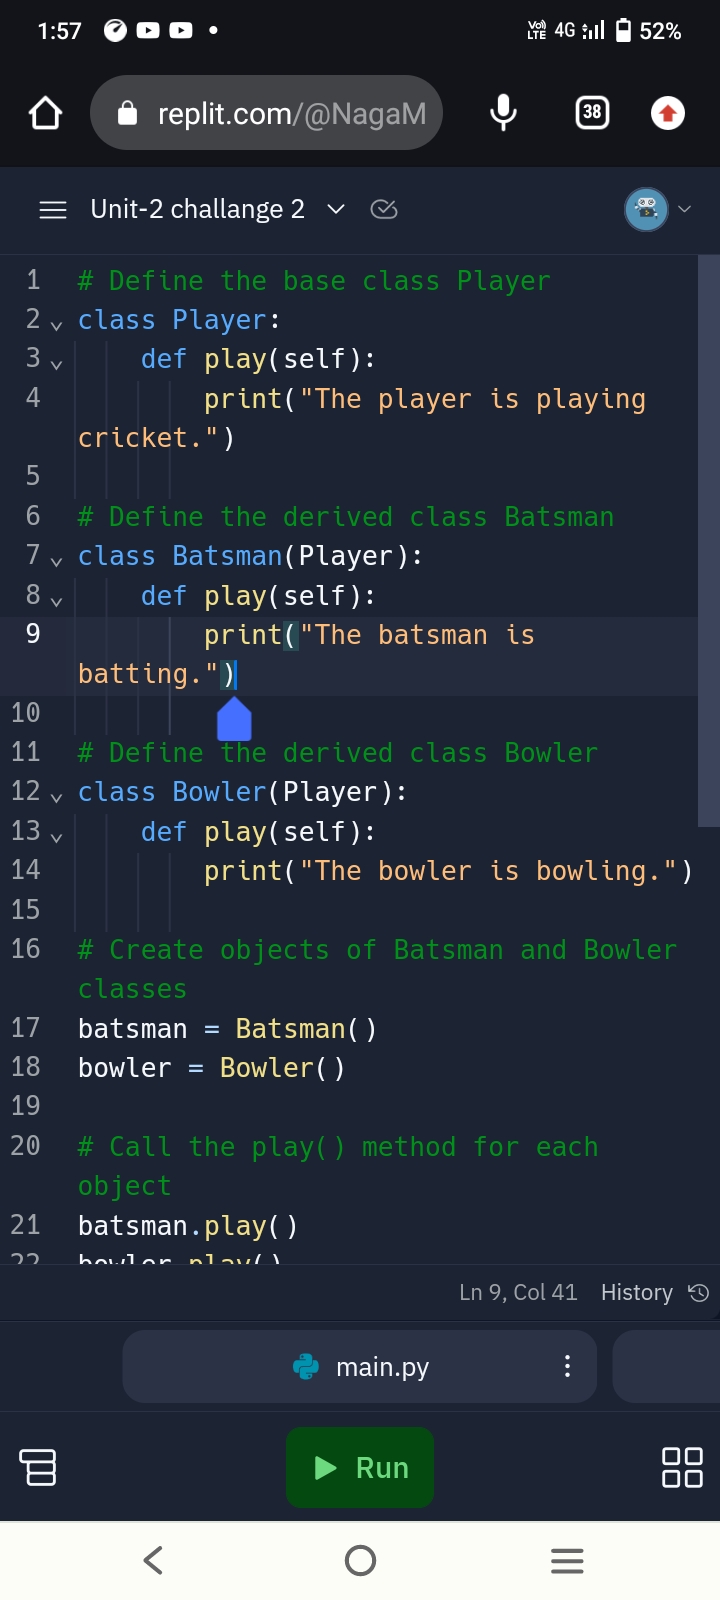 1:57
Vo) LTE 4G 52%
replit.com/@NagaM
38
Unit-2 challange 2
1 # Define the base class Player
2 class Player:
3 def play(self):
4 print("The player is playing
cricket.")
5
6 # Define the derived class Batsman
7 class Batsman(Player):
8 def play(self):
9 print("The batsman is
batting.")
10
11 # Define the derived class Bowler
12 class Bowler(Player):
13 def play(self):
14 print("The bowler is bowling.")
15
16 # Create objects of Batsman and Bowler
classes
17 batsman = Batsman()
18 bowler = Bowler()
19
20 # Call the play() method for each
object
21 batsman.play()
22 bowler.play()
Ln 9, Col 41 History
main.py
Run